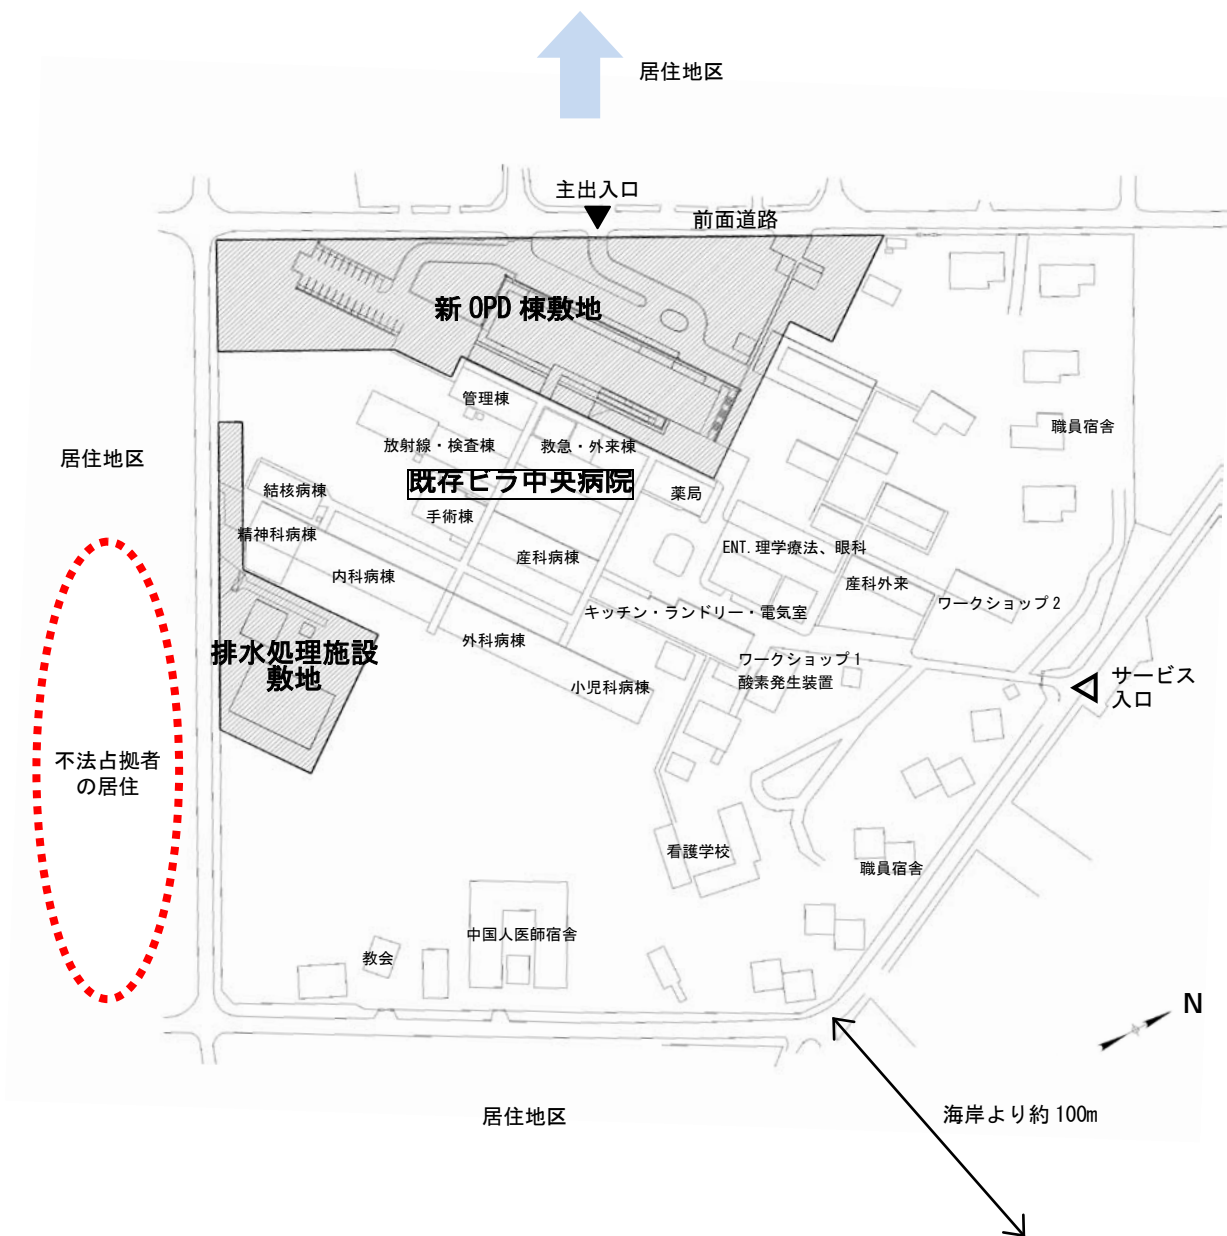 居住地区
主出入口
前面道路
新 OPD 棟敷地
管理棟
放射線・検査棟
救急・外来棟
職員宿舎
居住地区
既存ビラ中央病院
結核病棟
薬局
手術棟
精神科病棟
ENT.理学療法、眼科
産科病棟
内科病棟
産科外来
ワークショップ2
キッチン・ランドリー・電気室
外科病棟
排水処理施設
敷地
ワークショップ1
酸素発生装置
小児科病棟
サービス
入口
不法占拠者
の居住
看護学校
職員宿舎
中国人医師宿舎
教会
N
居住地区
海岸より約 100m